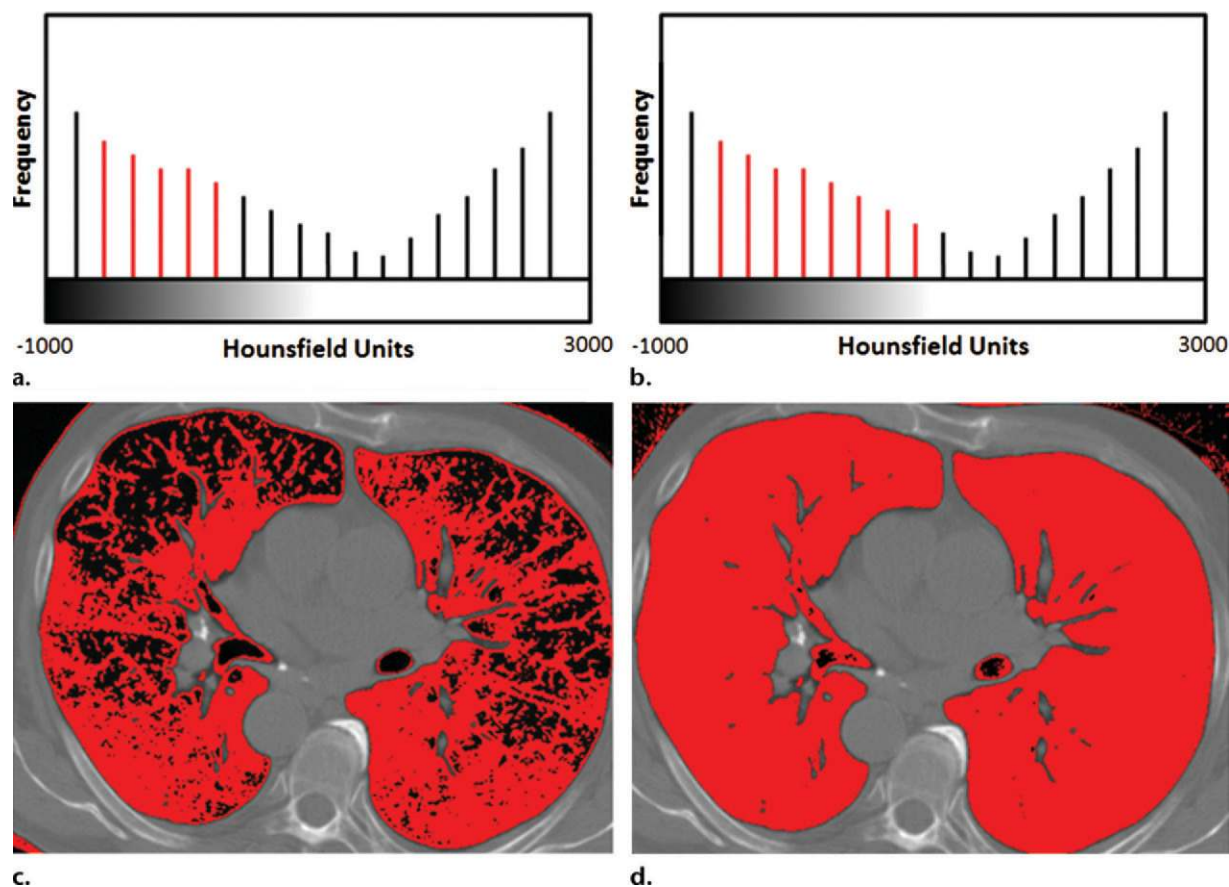 Frequency
-1000
Hounsfield Units
3000
a.
Frequency
-1000
Hounsfield Units
3000
b.
c.
d.